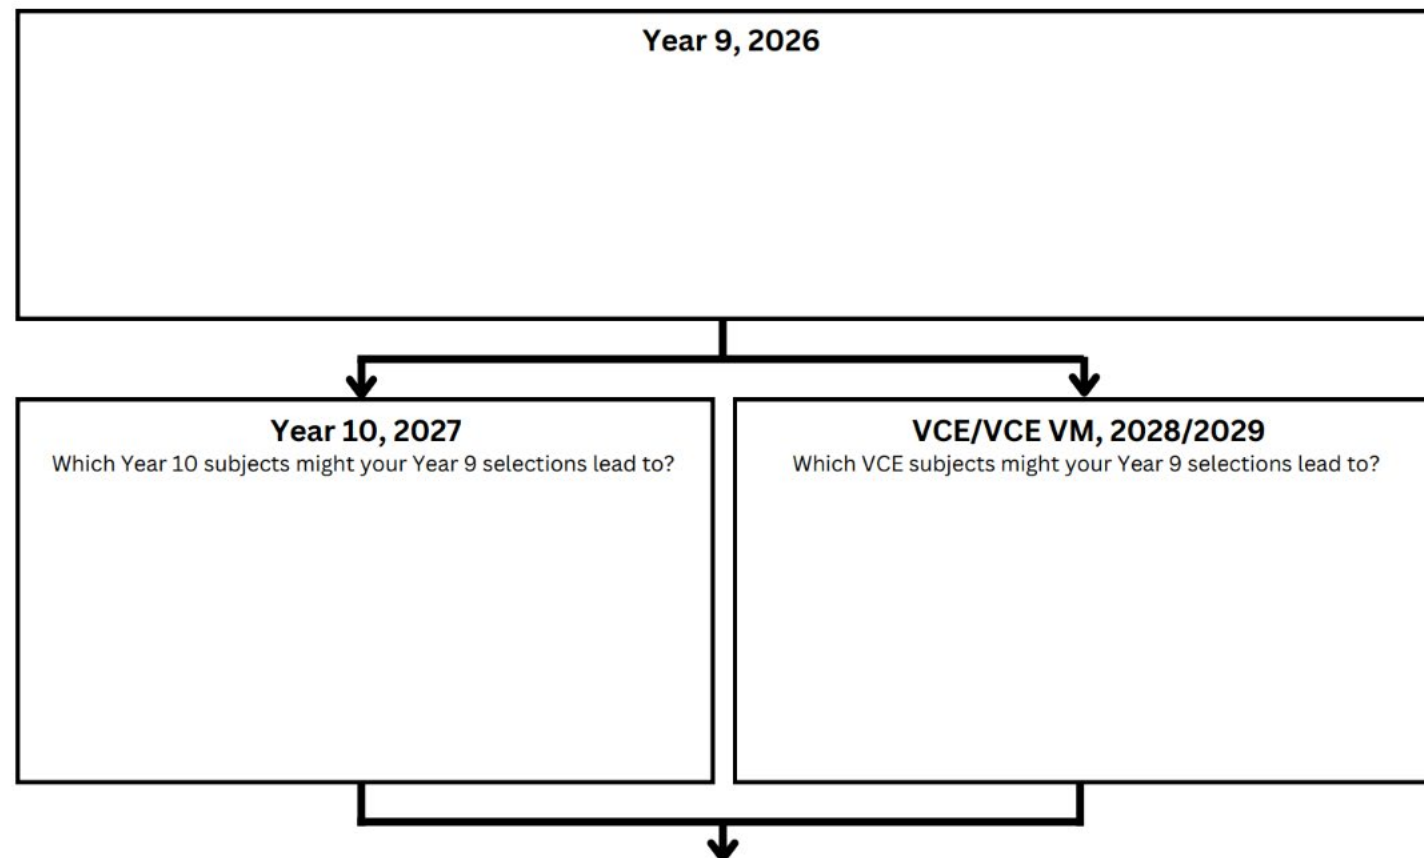 Year 9, 2026
Year 10, 2027
Which Year 10 subjects might your Year 9 selections lead to?
VCE/VCE VM, 2028/2029
Which VCE subjects might your Year 9 selections lead to?